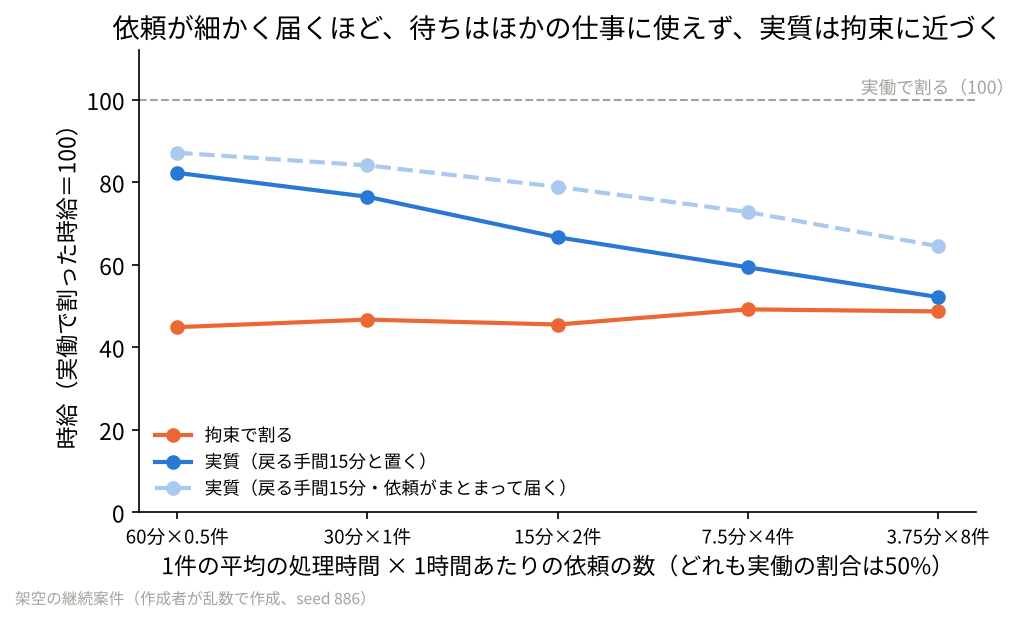 依頼が細かく届くほど、待ちはほかの仕事に使えず、実質は拘束に近づく
実働で割る（100）
時給（実働で割った時給＝100）
100
80
60
40
20
0
拘束で割る
実質（戻る手間15分と置く）
実質（戻る手間15分・依頼がまとまって届く）
60分×0.5件
30分×1件
15分×2件
7.5分×4件
3.75分×8件
1件の平均の処理時間 × 1時間あたりの依頼の数（どれも実働の割合は50%）
架空の継続案件（作成者が乱数で作成、seed 886）